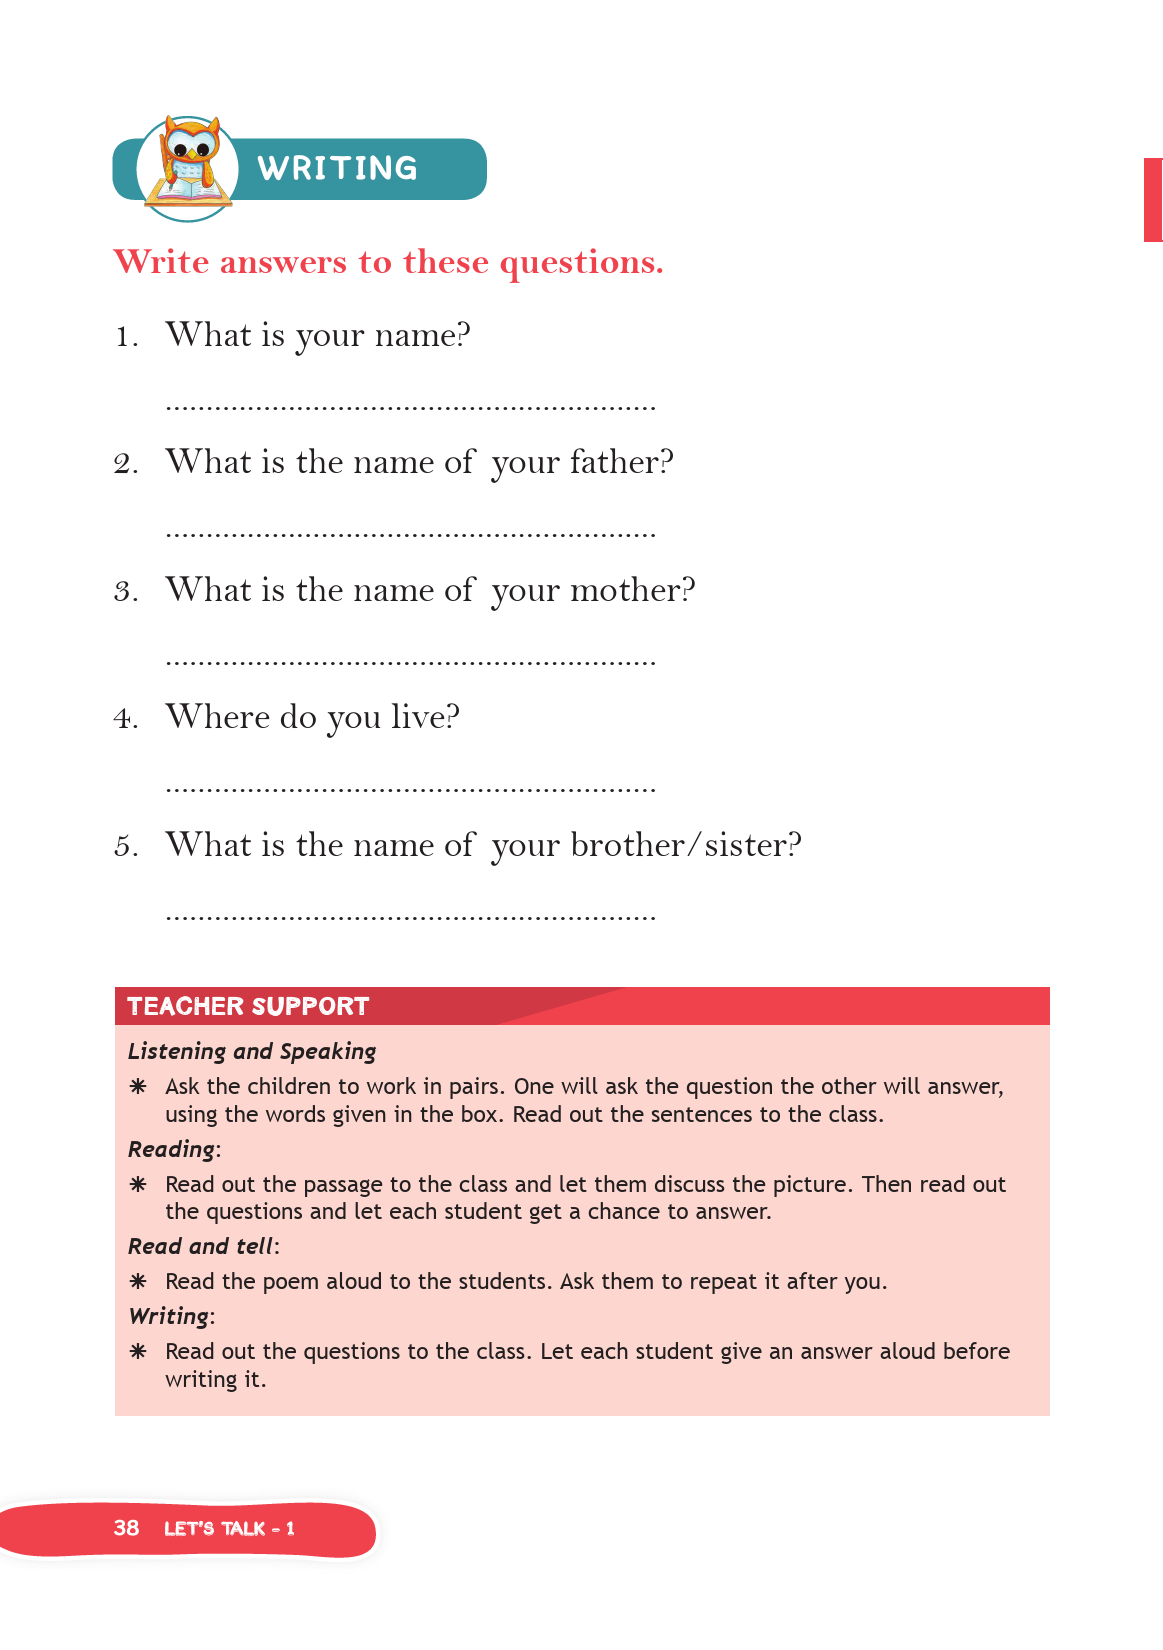 WRITING
Write answers to these questions.
1. What is your name?
............................................................
2. What is the name of your father?
............................................................
3. What is the name of your mother?
............................................................
4. Where do you live?
............................................................
5. What is the name of your brother/sister?
............................................................
TEACHER SUPPORT
Listening and Speaking
✳ Ask the children to work in pairs. One will ask the question the other will answer,
using the words given in the box. Read out the sentences to the class.
Reading:
✳ Read out the passage to the class and let them discuss the picture. Then read out
the questions and let each student get a chance to answer.
Read and tell:
✳ Read the poem aloud to the students. Ask them to repeat it after you.
Writing:
✳ Read out the questions to the class. Let each student give an answer aloud before
writing it.
38 LET'S TALK - 1